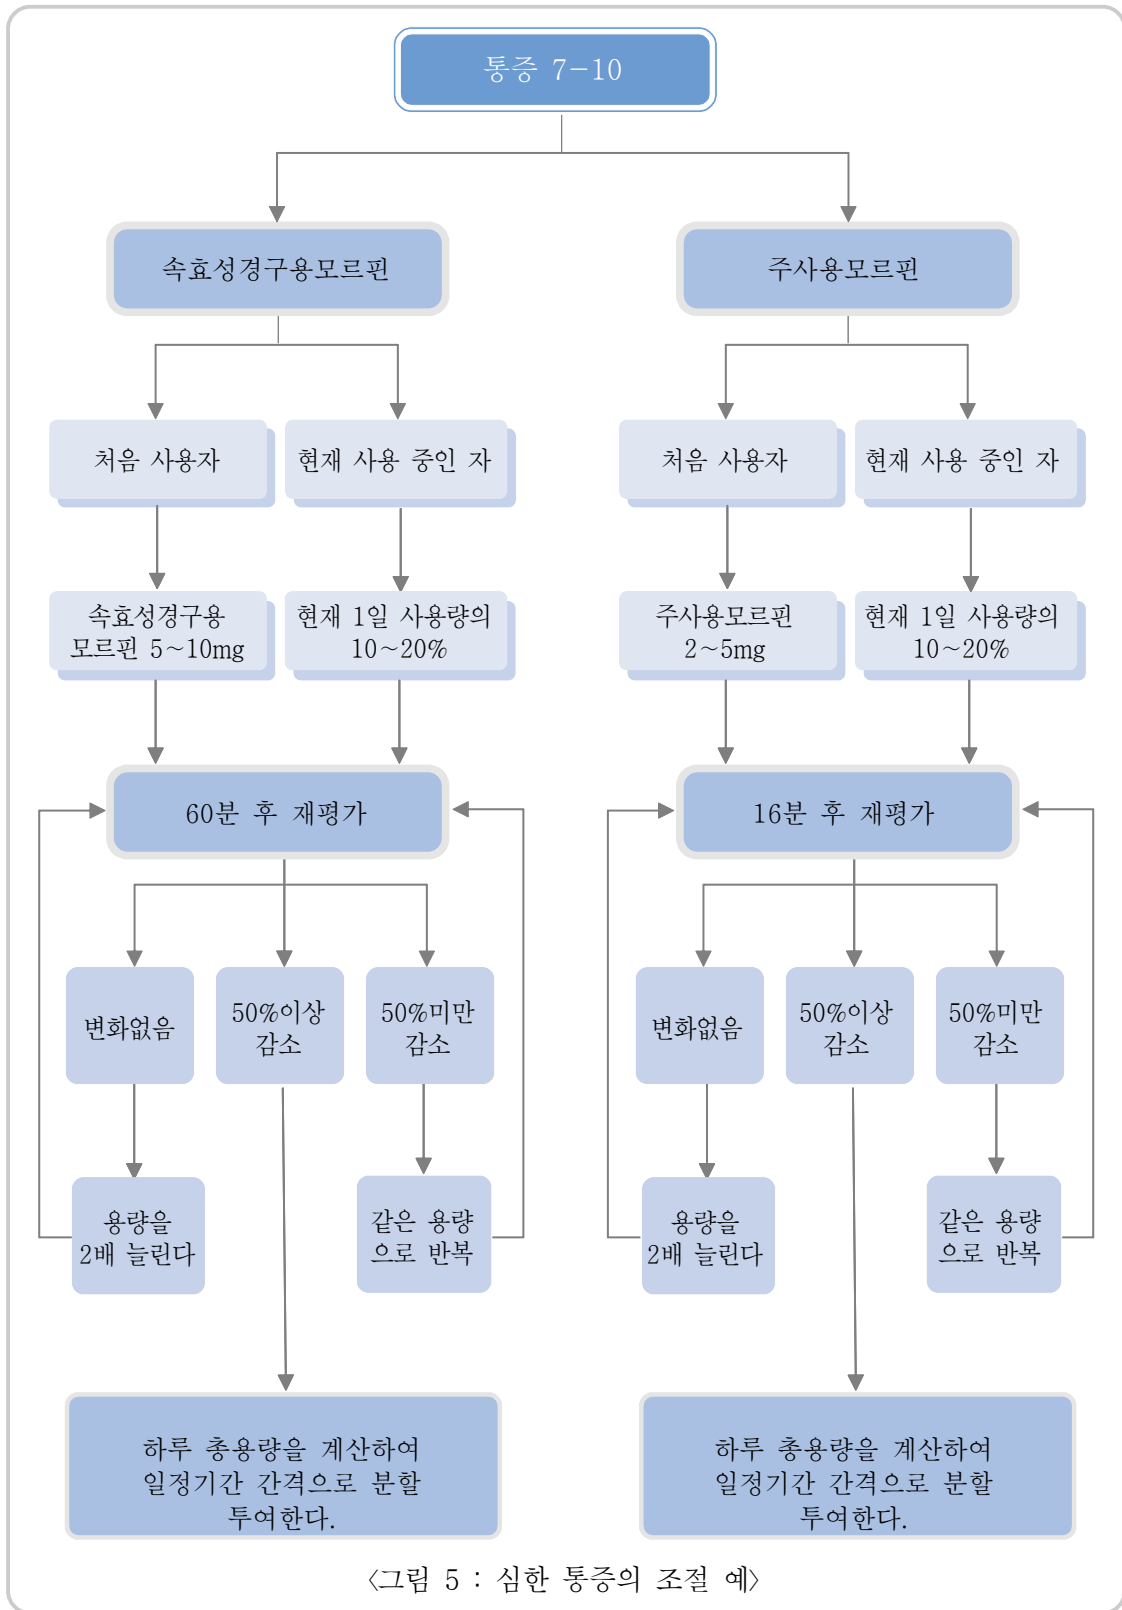 통증 7-10
속효성경구용모르핀
주사용모르핀
처음 사용자
현재 사용 중인 자
처음 사용자
현재 사용 중인 자
속효성경구용
모르핀 5~10mg
현재 1일 사용량의
10~20%
주사용모르핀
2~5mg
현재 1일 사용량의
10~20%
60분 후 재평가
16분 후 재평가
변화없음
50%이상
감소
50%미만
감소
변화없음
50%이상
감소
50%미만
감소
용량을
2배 늘린다
같은 용량
으로 반복
용량을
2배 늘린다
같은 용량
으로 반복
하루 총용량을 계산하여
일정기간 간격으로 분할
투여한다.
하루 총용량을 계산하여
일정기간 간격으로 분할
투여한다.
〈그림 5 : 심한 통증의 조절 예〉